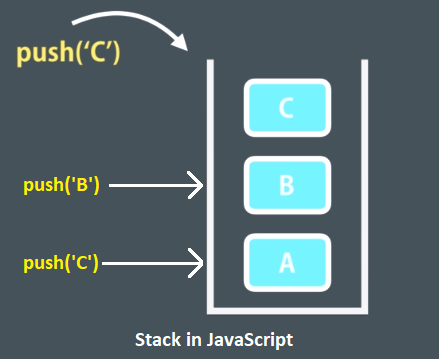 push(‘C’)
C
push('B')
B
push('C')
A
Stack in JavaScript